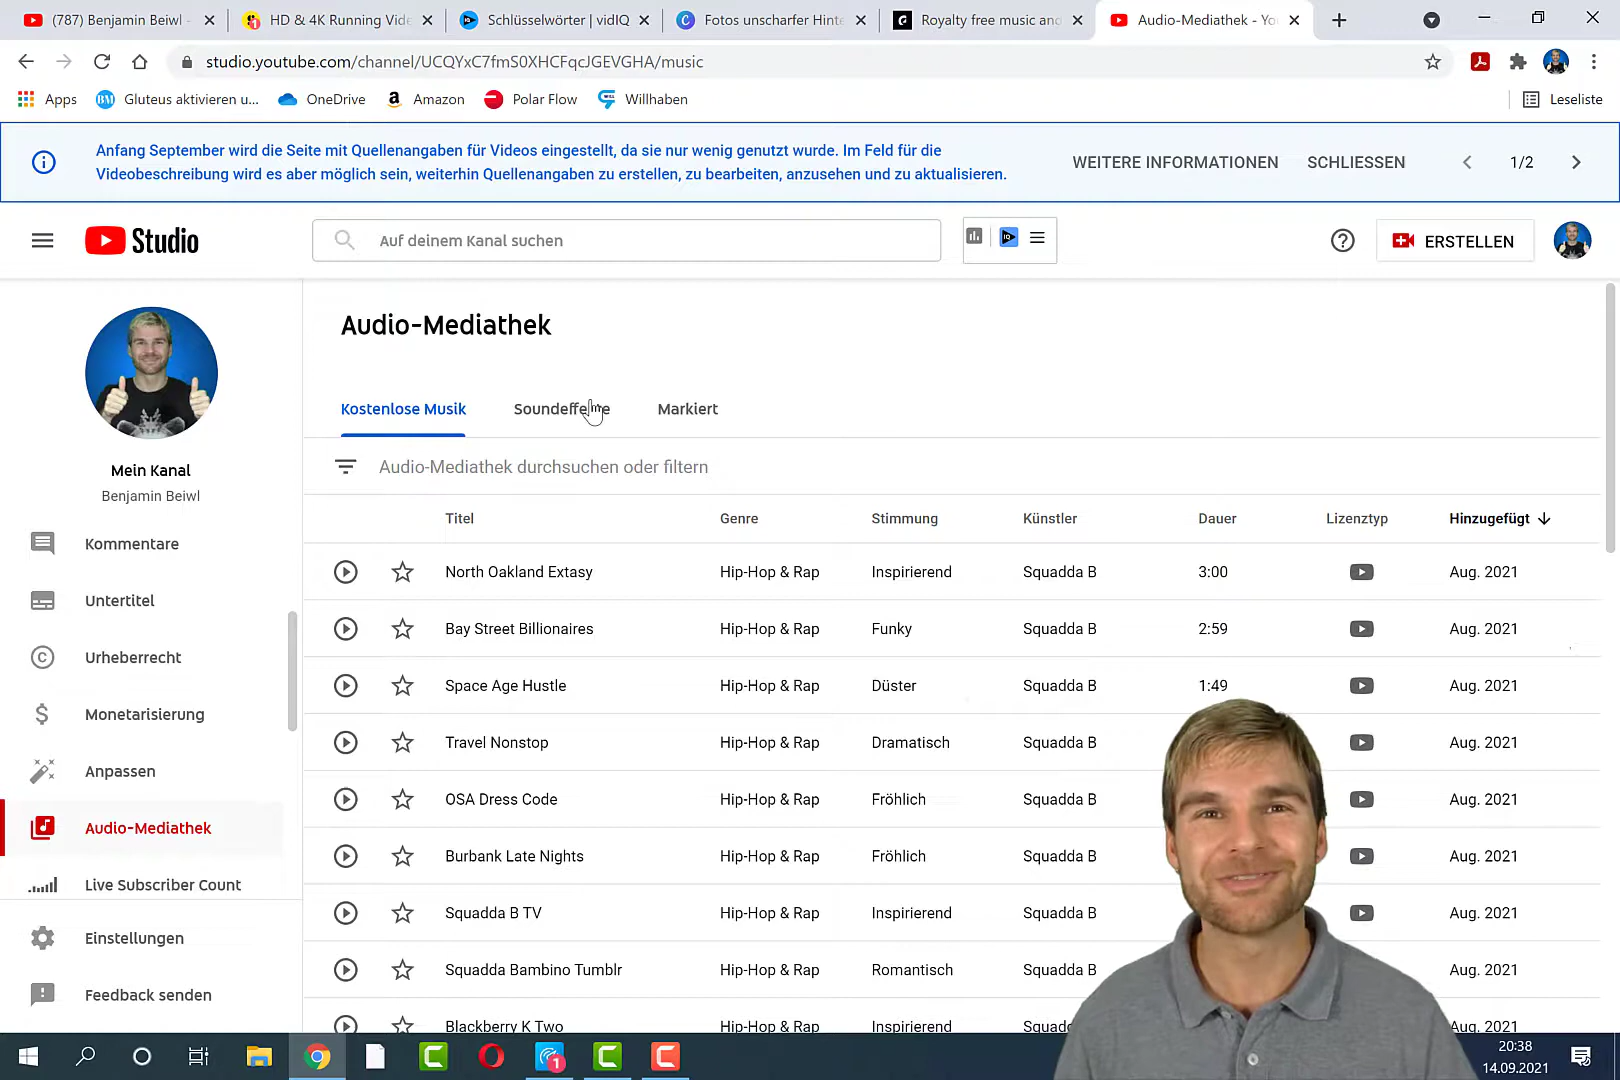 (787) Benjamin Beiwl -
HD & 4K Running Vide
Schlüsselwörter | vidIQ
Fotos unscharfer Hinte
Royalty free music and
Audio-Mediathek - Yo
studio.youtube.com/channel/UCQYxC7fmS0XHCFqcJGEVGHA/music
Apps
Gluteus aktivieren u...
OneDrive
Amazon
Polar Flow
Willhaben
Leseliste
Anfang September wird die Seite mit Quellenangaben für Videos eingestellt, da sie nur wenig genutzt wurde. Im Feld für die
Videobeschreibung wird es aber möglich sein, weiterhin Quellenangaben zu erstellen, zu bearbeiten, anzusehen und zu aktualisieren.
WEITERE INFORMATIONEN
SCHLIESSEN
1/2
Studio
Auf deinem Kanal suchen
ERSTELLEN
Mein Kanal
Benjamin Beiwl
Kommentare
Untertitel
Urheberrecht
Monetarisierung
Anpassen
Audio-Mediathek
Live Subscriber Count
Einstellungen
Feedback senden
Audio-Mediathek
Kostenlose Musik Soundeffekte Markiert
Audio-Mediathek durchsuchen oder filtern
Titel Genre Stimmung Künstler Dauer Lizenztyp Hinzugefügt
North Oakland Extasy Hip-Hop & Rap Inspirierend Squadda B 3:00 Aug. 2021
Bay Street Billionaires Hip-Hop & Rap Funky Squadda B 2:59 Aug. 2021
Space Age Hustle Hip-Hop & Rap Düster Squadda B 1:49 Aug. 2021
Travel Nonstop Hip-Hop & Rap Dramatisch Squadda B Aug. 2021
OSA Dress Code Hip-Hop & Rap Fröhlich Squadda B Aug. 2021
Burbank Late Nights Hip-Hop & Rap Fröhlich Squadda B Aug. 2021
Squadda B TV Hip-Hop & Rap Inspirierend Squadda B Aug. 2021
Squadda Bambino Tumblr Hip-Hop & Rap Romantisch Squadda B Aug. 2021
Blackberry K Two Hip-Hop & Rap Inspirierend Aug. 2021
20:38
14.09.2021